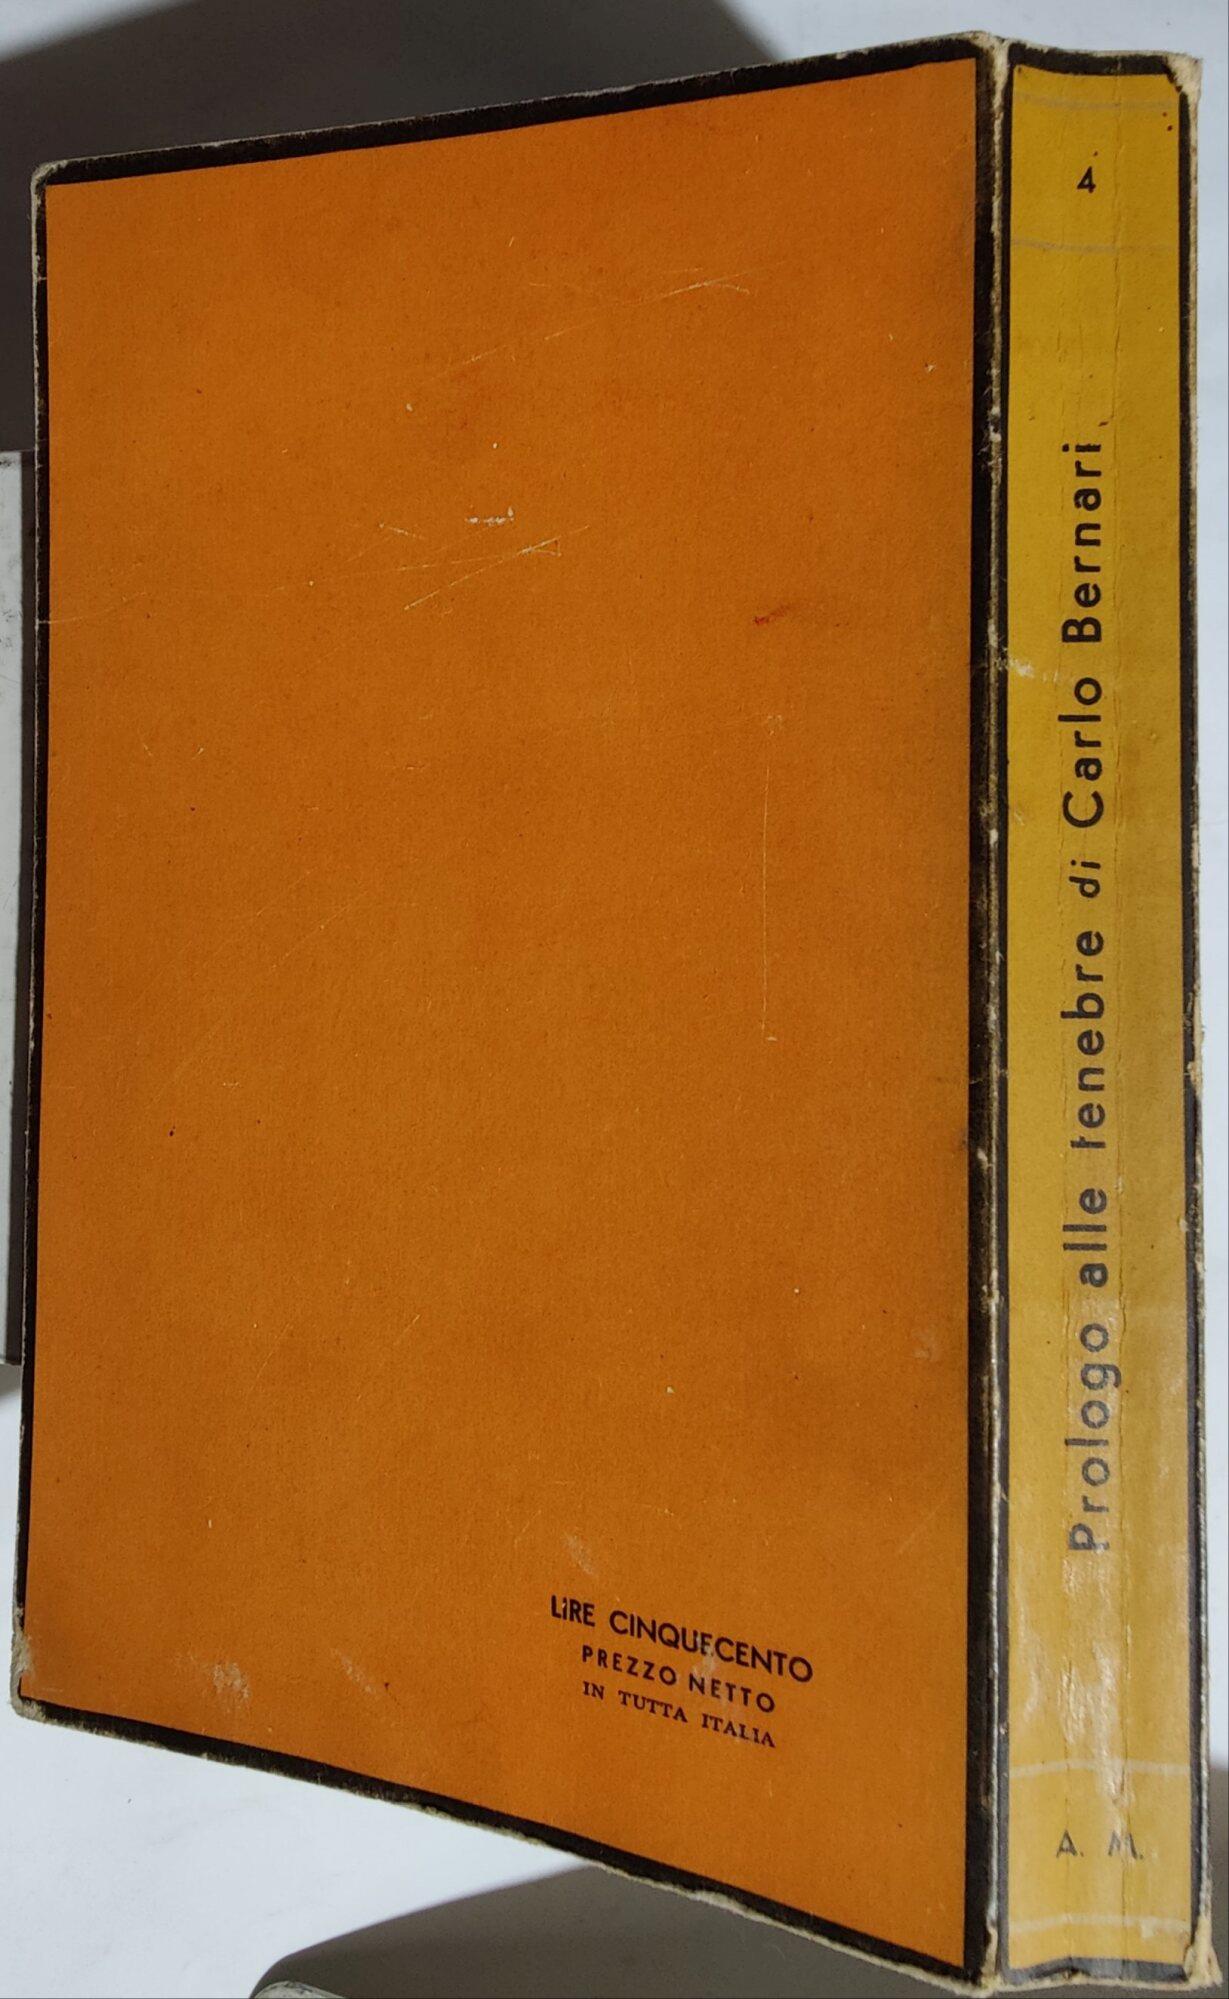 LIRE CINQUECENTO
PREZZO NETTO
IN TUTTA ITALIA
4
Prologo alle tenebre di Carlo Bernari
A. M.